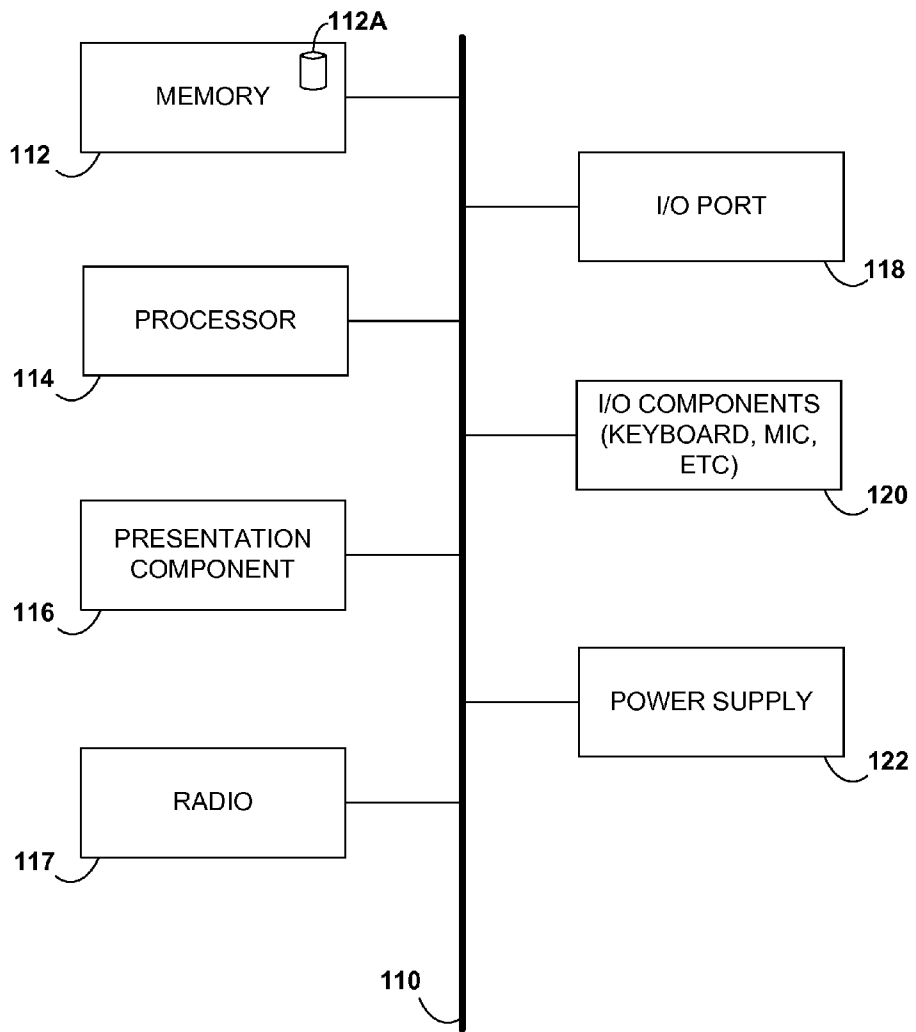 112A
MEMORY
112
I/O PORT
118
PROCESSOR
114
I/O COMPONENTS
(KEYBOARD, MIC,
ETC)
120
PRESENTATION
COMPONENT
116
POWER SUPPLY
122
RADIO
117
110